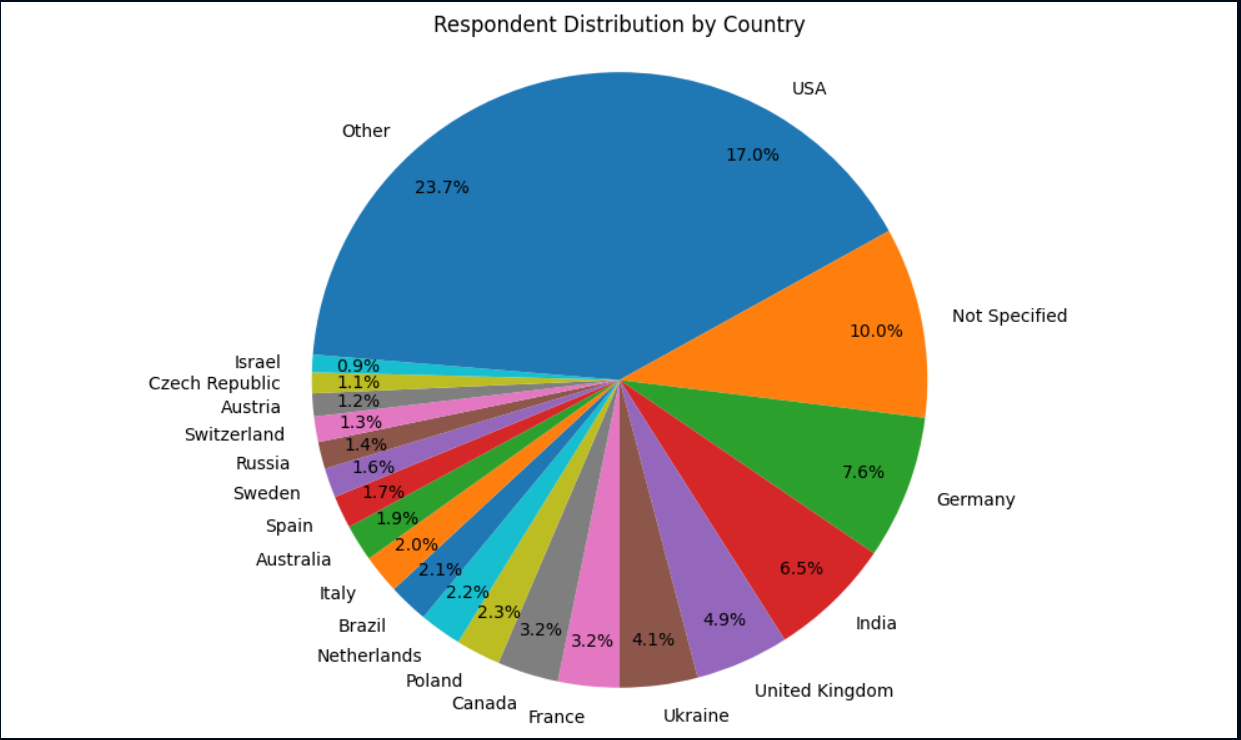 Respondent Distribution by Country
USA
17.0%
Other
23.7%
Not Specified
10.0%
Germany
7.6%
India
6.5%
United Kingdom
4.9%
Ukraine
4.1%
France
3.2%
Canada
3.2%
Poland
2.3%
Netherlands
2.2%
Brazil
2.1%
Italy
2.0%
Australia
1.9%
Spain
1.7%
Sweden
1.6%
Russia
1.4%
Switzerland
1.3%
Austria
1.2%
Czech Republic
1.1%
Israel
0.9%